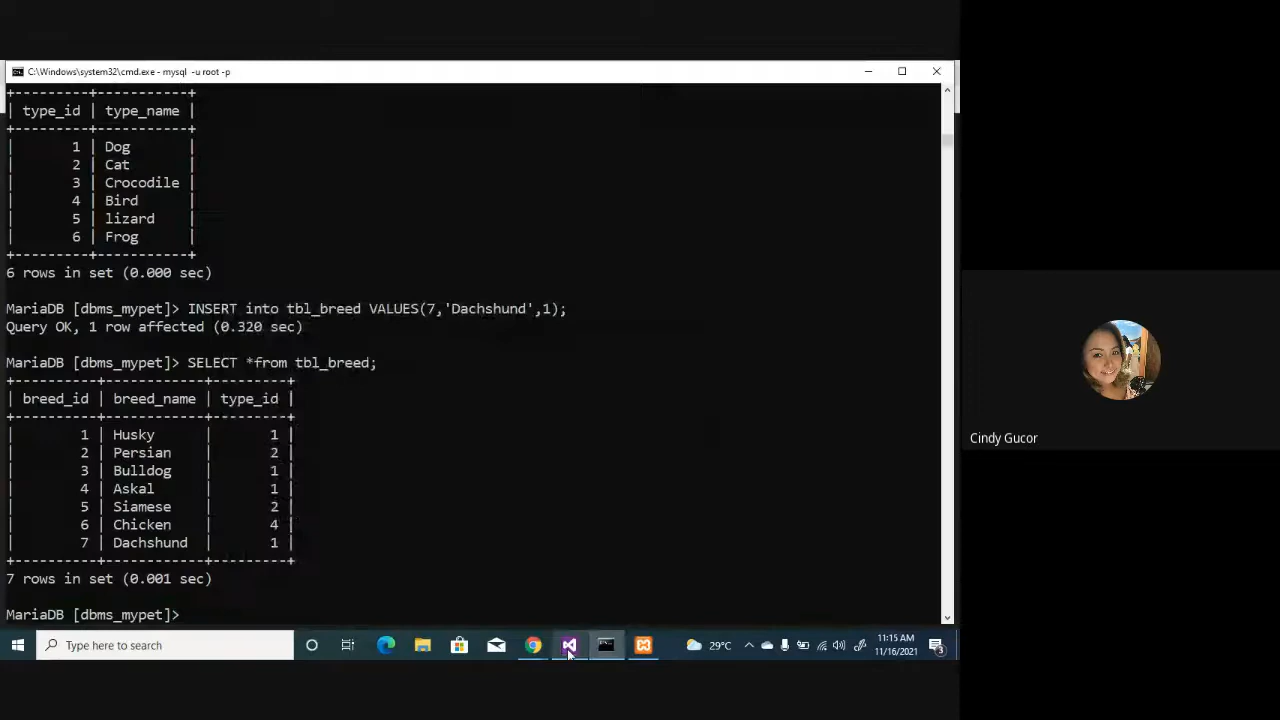 C:\Windows\system32\cmd.exe - mysql  -u root -p
+---------+-----------+
| type_id | type_name |
+---------+-----------+
|       1 | Dog       |
|       2 | Cat       |
|       3 | Crocodile |
|       4 | Bird      |
|       5 | lizard    |
|       6 | Frog      |
+---------+-----------+
6 rows in set (0.000 sec)
MariaDB [dbms_mypet]> INSERT into tbl_breed VALUES(7,'Dachshund',1);
Query OK, 1 row affected (0.320 sec)
MariaDB [dbms_mypet]> SELECT *from tbl_breed;
+----------+------------+---------+
| breed_id | breed_name | type_id |
+----------+------------+---------+
|        1 | Husky      |       1 |
|        2 | Persian    |       2 |
|        3 | Bulldog    |       1 |
|        4 | Askal      |       1 |
|        5 | Siamese    |       2 |
|        6 | Chicken    |       4 |
|        7 | Dachshund  |       1 |
+----------+------------+---------+
7 rows in set (0.001 sec)
MariaDB [dbms_mypet]>
Cindy Gucor
Type here to search
29°C
11:15 AM
11/16/2021
3